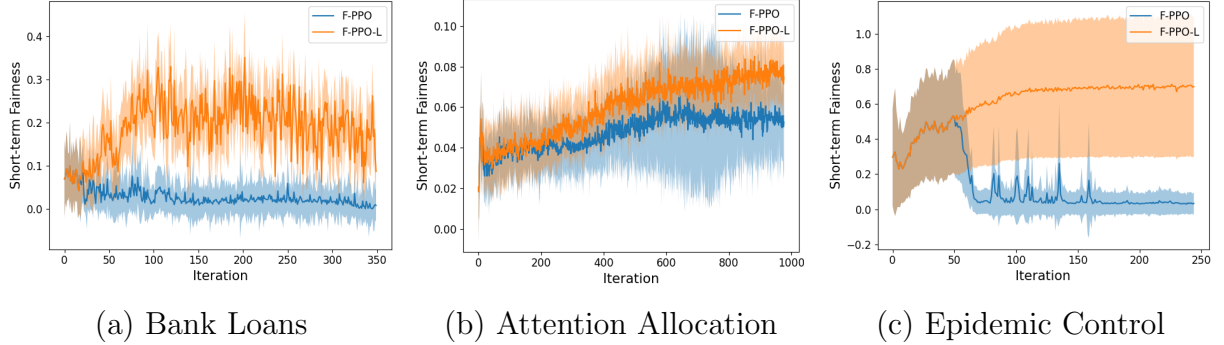 F-PPO
F-PPO-L
Short-term Fairness
0.4
0.3
0.2
0.1
0.0
0 50 100 150 200 250 300 350
Iteration
(a) Bank Loans
F-PPO
F-PPO-L
Short-term Fairness
0.10
0.08
0.06
0.04
0.02
0.00
0 200 400 600 800 1000
Iteration
(b) Attention Allocation
F-PPO
F-PPO-L
Short-term Fairness
1.0
0.8
0.6
0.4
0.2
0.0
−0.2
0 50 100 150 200 250
Iteration
(c) Epidemic Control